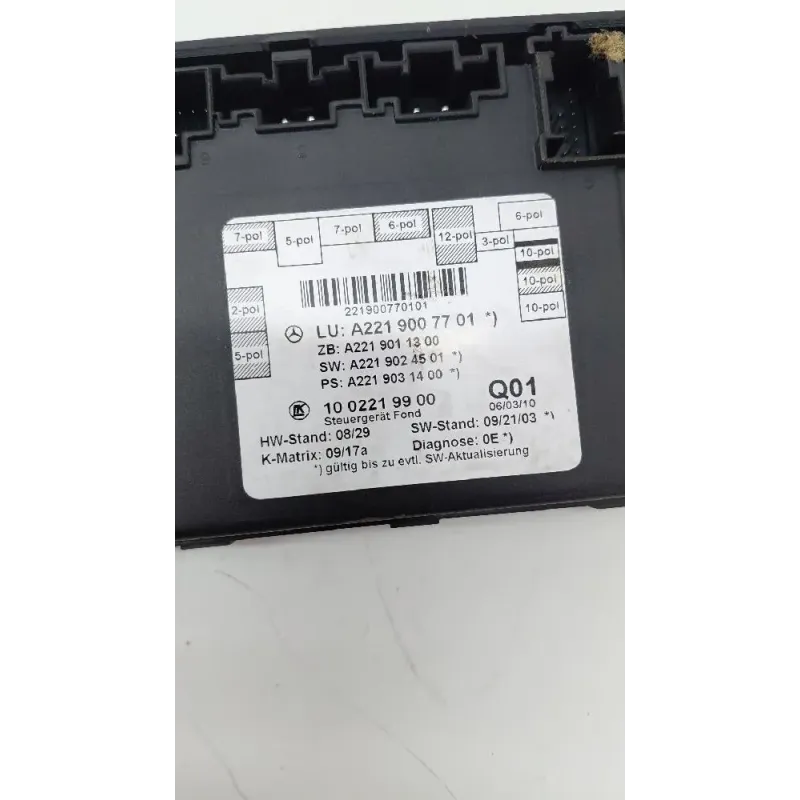 7-pol 5-pol 7-pol 6-pol 12-pol 3-pol 6-pol
10-pol
10-pol
10-pol
2-pol
5-pol
221900770101
LU: A221 900 77 01 *)
ZB: A221 901 13 00
SW: A221 902 45 01 *)
PS: A221 903 14 00 *)
10 0221 99 00
Steuergerät Fond
Q01
06/03/10
HW-Stand: 08/29 SW-Stand: 09/21/03 *)
K-Matrix: 09/17a Diagnose: 0E *)
*) gültig bis zu evtl. SW-Aktualisierung